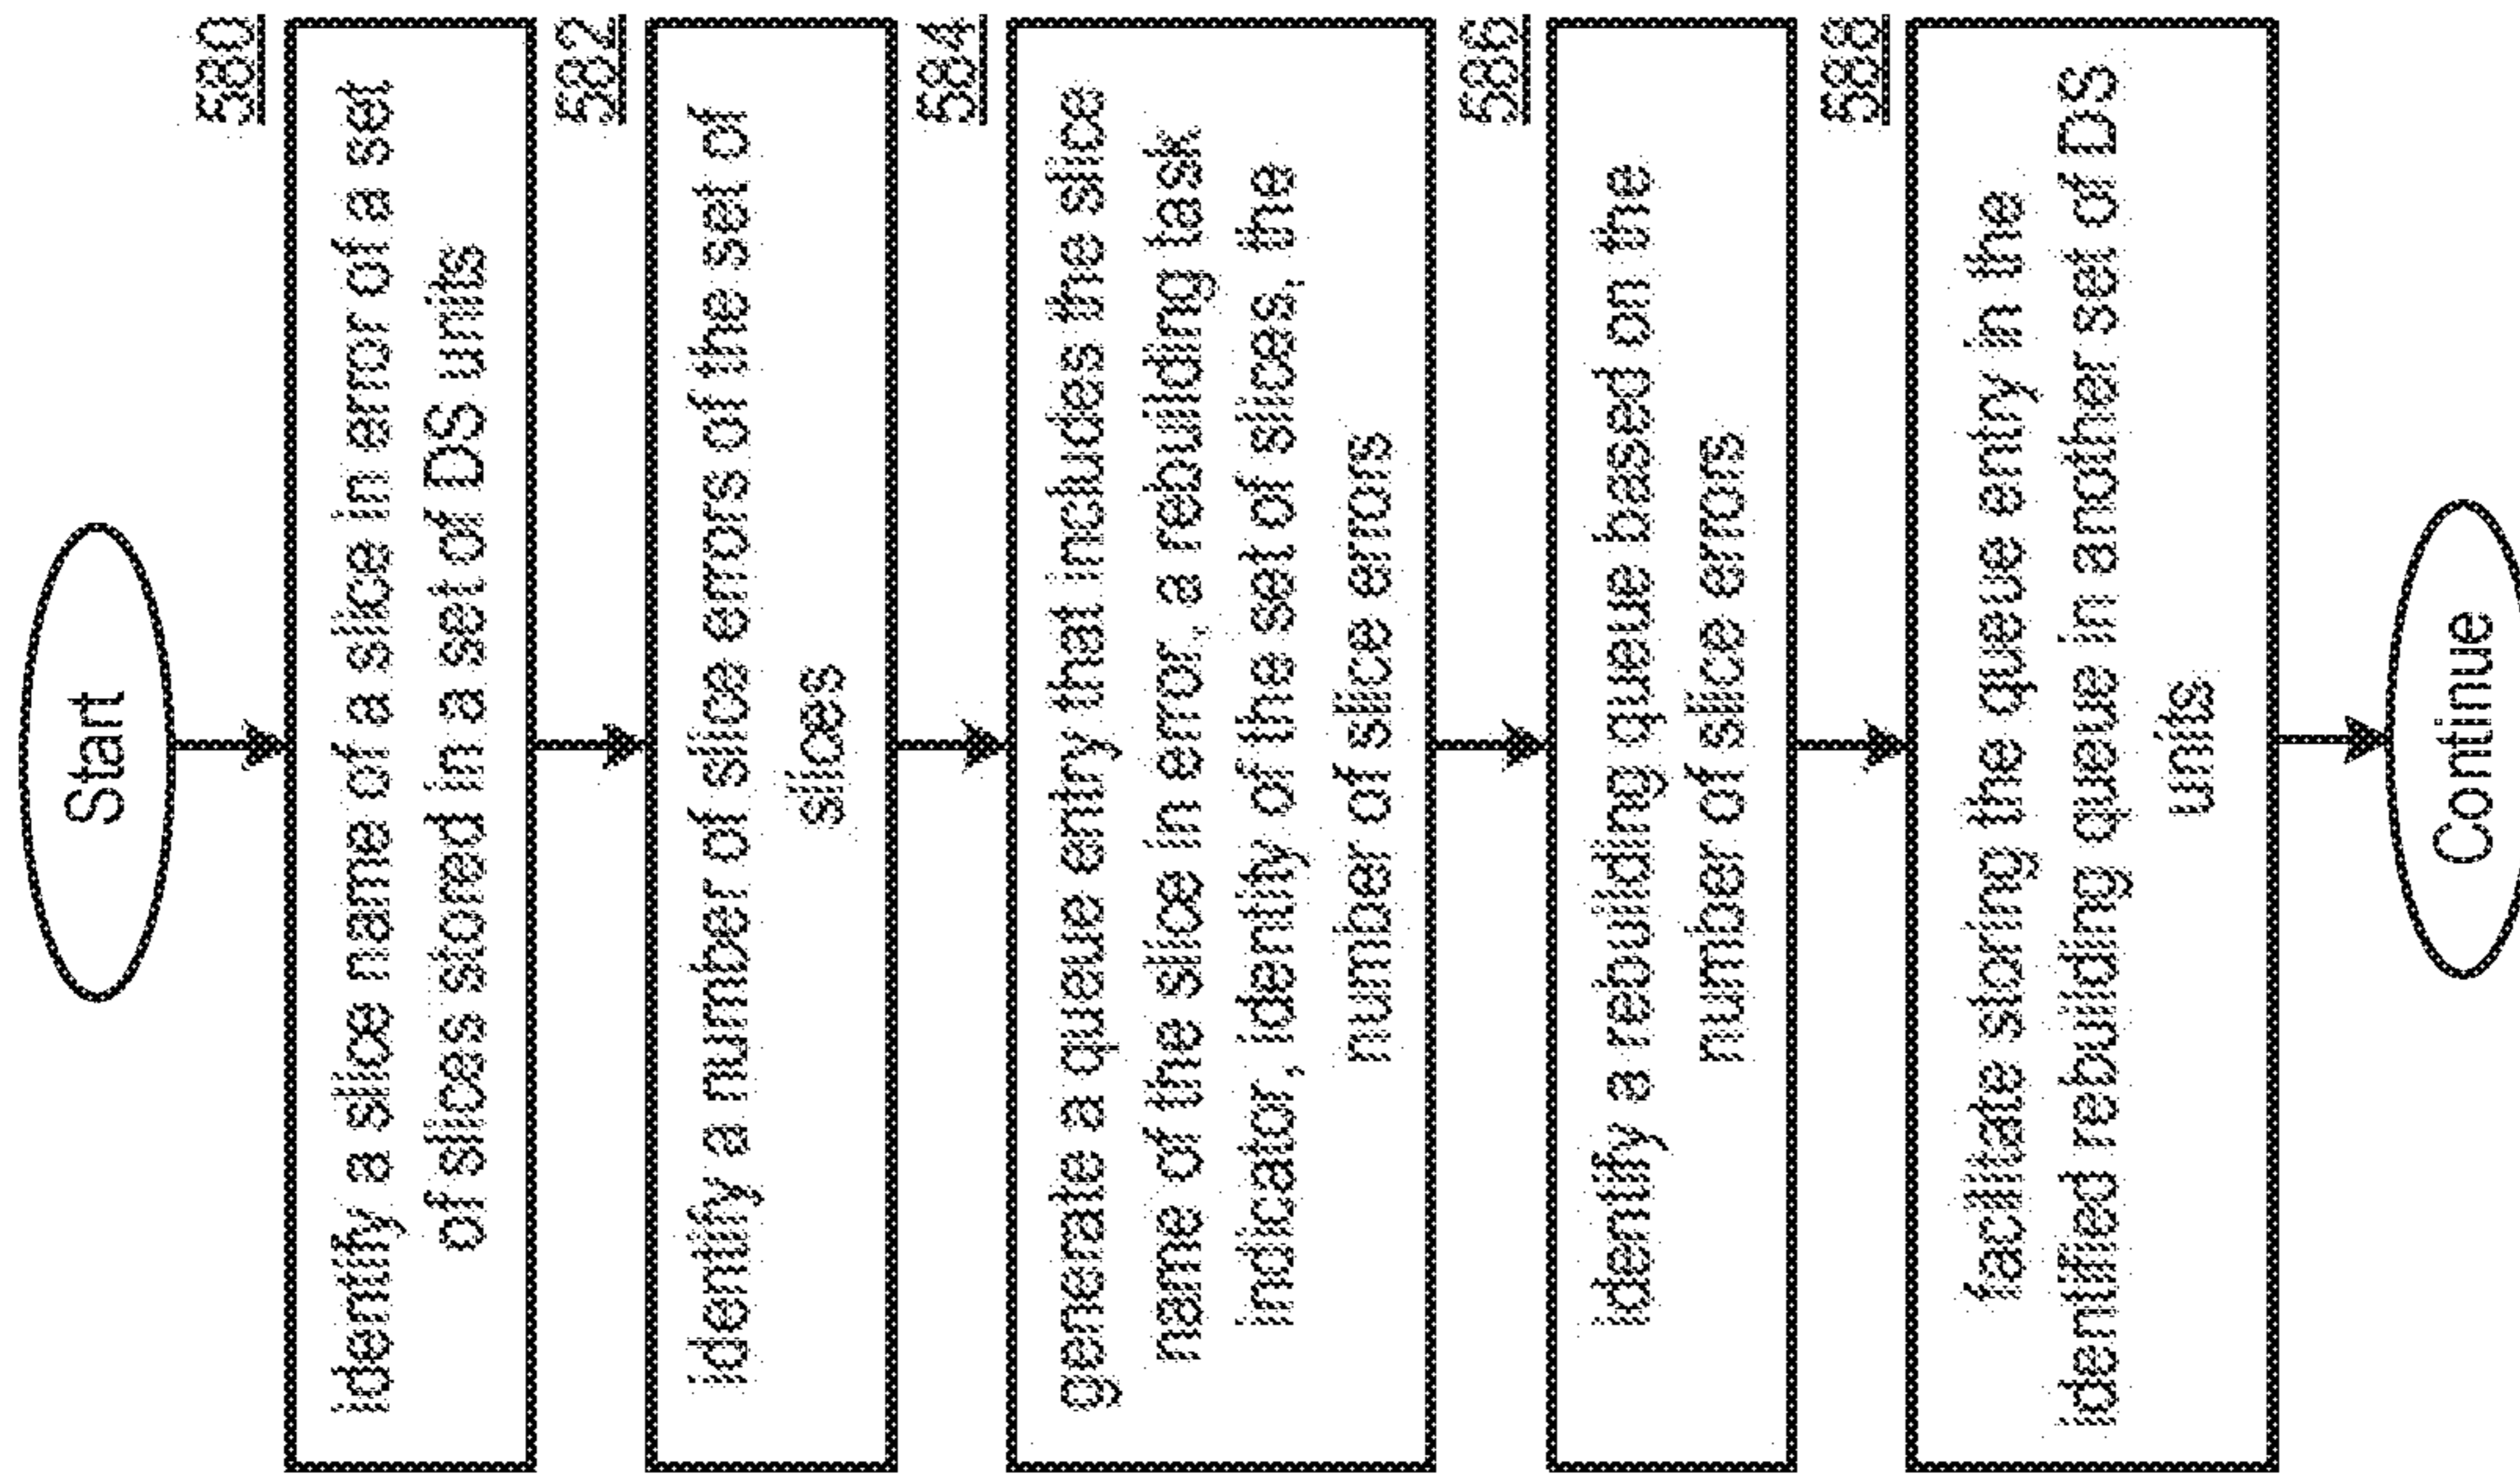 Start
580
identify a slice name of a slice in error of a set
of slices stored in a set of DS units
582
identify a number of slice errors of the set of
slices
584
generate a queue entry that includes the slice
name of the slice in error, a rebuilding task
indicator, identity of the set of slices, the
number of slice errors
586
identify a rebuilding queue based on the
number of slice errors
588
facilitate storing the queue entry in the
identified rebuilding queue in another set of DS
units
Continue